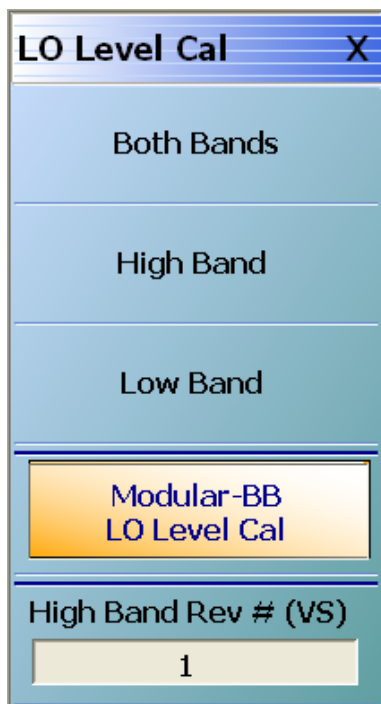 LO Level Cal X
Both Bands
High Band
Low Band
Modular-BB
LO Level Cal
High Band Rev # (VS)
1